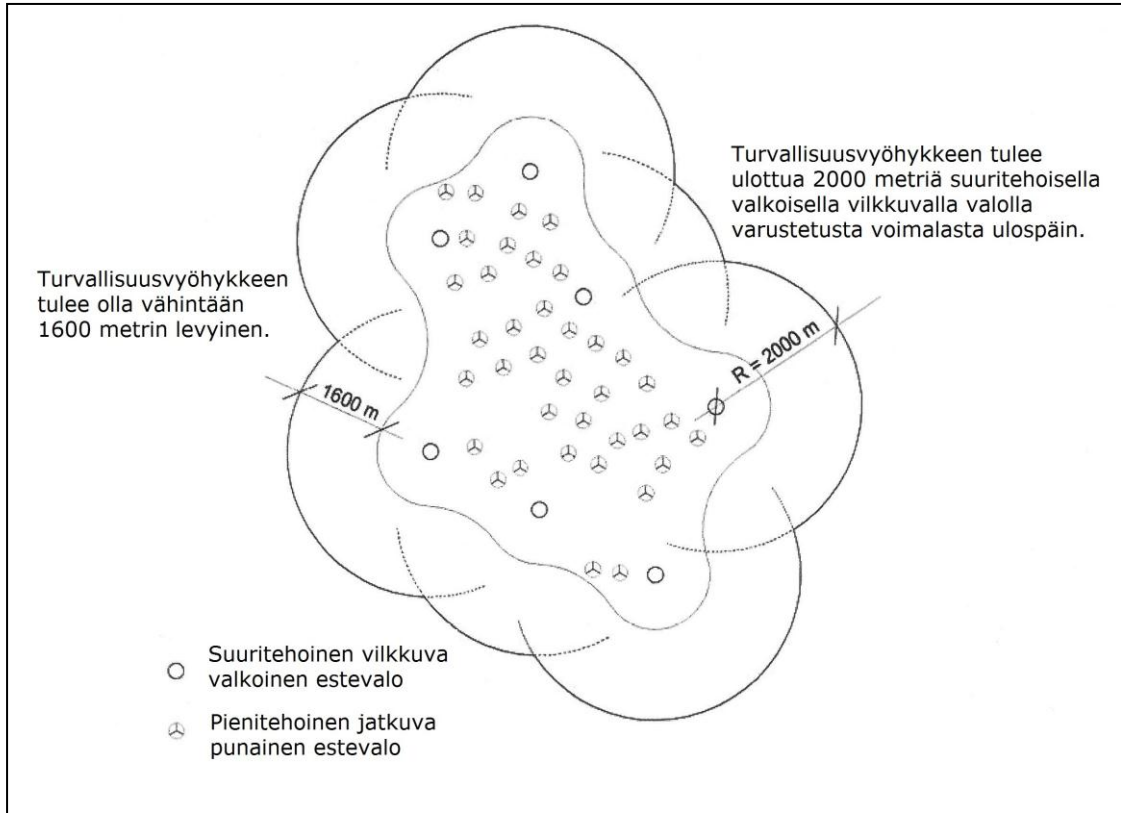 Turvallisuusvyöhykkeen tulee
ulottua 2000 metriä suuritehoisella
valkoisella vilkkuvalla valolla
varustetusta voimalasta ulospäin.
Turvallisuusvyöhykkeen
tulee olla vähintään
1600 metrin levyinen.
R = 2000 m
1600 m
Suuritehoinen vilkkuva
valkoinen estevalo
Pienitehoinen jatkuva
punainen estevalo